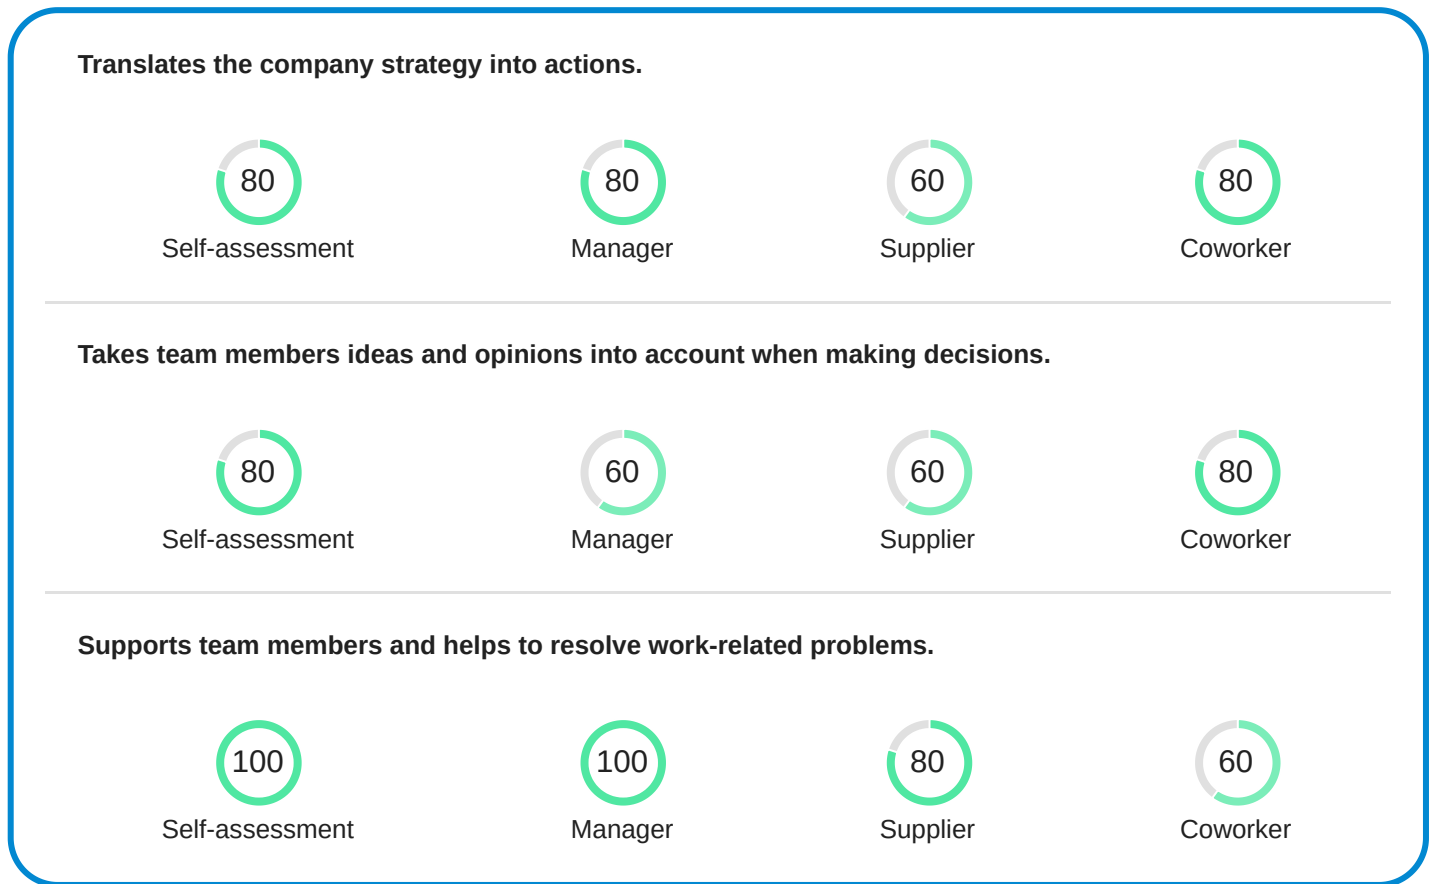 Translates the company strategy into actions.
80 80 60 80
Self-assessment Manager Supplier Coworker
Takes team members ideas and opinions into account when making decisions.
80 60 60 80
Self-assessment Manager Supplier Coworker
Supports team members and helps to resolve work-related problems.
100 100 80 60
Self-assessment Manager Supplier Coworker